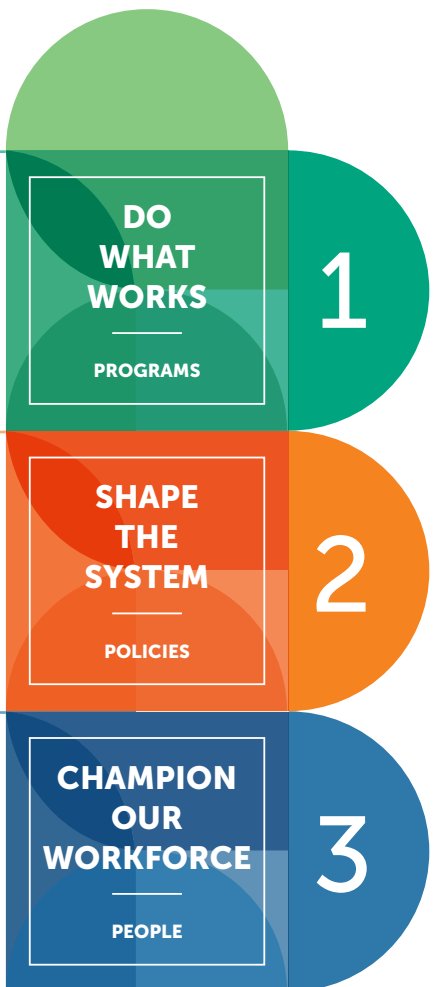 DO
WHAT
WORKS
PROGRAMS
1
SHAPE
THE
SYSTEM
POLICIES
2
CHAMPION
OUR
WORKFORCE
PEOPLE
3